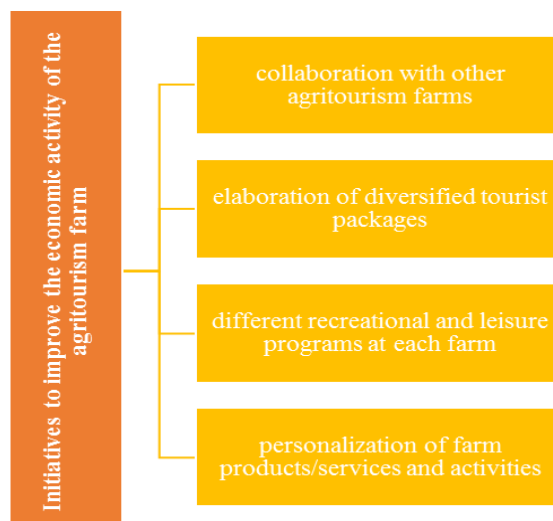 Initiatives to improve the economic activity of the
agritourism farm
collaboration with other
agritourism farms
elaboration of diversified tourist
packages
different recreational and leisure
programs at each farm
personalization of farm
products/services and activities